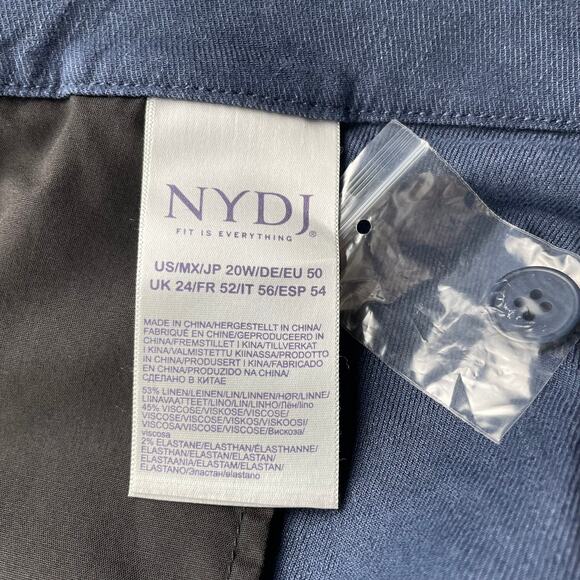 NYDJ
FIT IS EVERYTHING ®
US/MX/JP 20W/DE/EU 50
UK 24/FR 52/IT 56/ESP 54
MADE IN CHINA/HERGESTELLT IN CHINA/
FABRIQUÉ EN CHINE/GEPRODUCEERD IN
CHINA/FREMSTILLET I KINA/TILLVERKAT
I KINA/VALMISTETTU KIINASSA/PRODOTTO
IN CHINA/PRODUSERT I KINA/FABRICADO
EN CHINA/PRODUZIDO NA CHINA/
СДЕЛАНО В КИТАЕ
53% LINEN/LEINEN/LIN/LINNEN/HØR/LINNE/
LIINAVAATTEET/LINO/LIN/LINHO/Лён/lino
45% VISCOSE/VISKOSE/VISCOSE/
VISCOSE/VISKOSE/VISKOS/VISKOOSI/
VISCOSA/VISCOSE/VISCOSE/Вискоза/
viscosa
2% ELASTANE/ELASTHAN/ÉLASTHANNE/
ELASTHAN/ELASTAN/ELASTAN/
ELASTAANIA/ELASTAM/ELASTAN/
ELASTANO/Эластан/elastano